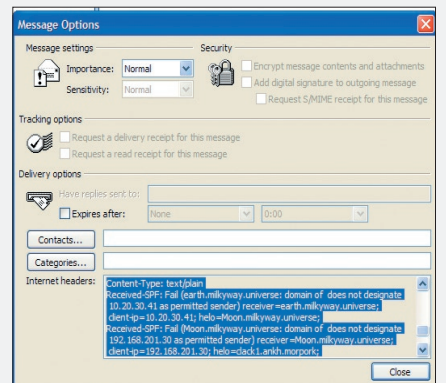 Message Options
Message settings
Security
Importance: Normal
Sensitivity: Normal
Encrypt message contents and attachments
Add digital signature to outgoing message
Request S/MIME receipt for this message
Tracking options
Request a delivery receipt for this message
Request a read receipt for this message
Delivery options
Have replies sent to:
Expires after: None 0:00
Contacts...
Categories...
Internet headers:
Content-Type: text/plain
Received-SPF: Fail (earth.milkyway.universe: domain of does not designate
10.20.30.41 as permitted sender) receiver=earth.milkyway.universe;
client-ip=10.20.30.41; helo=Moon.milkyway.universe;
Received-SPF: Fail (Moon.milkyway.universe: domain of does not designate
192.168.201.30 as permitted sender) receiver=Moon.milkyway.universe;
client-ip=192.168.201.30; helo=clack1.ankh.morpork;
Close